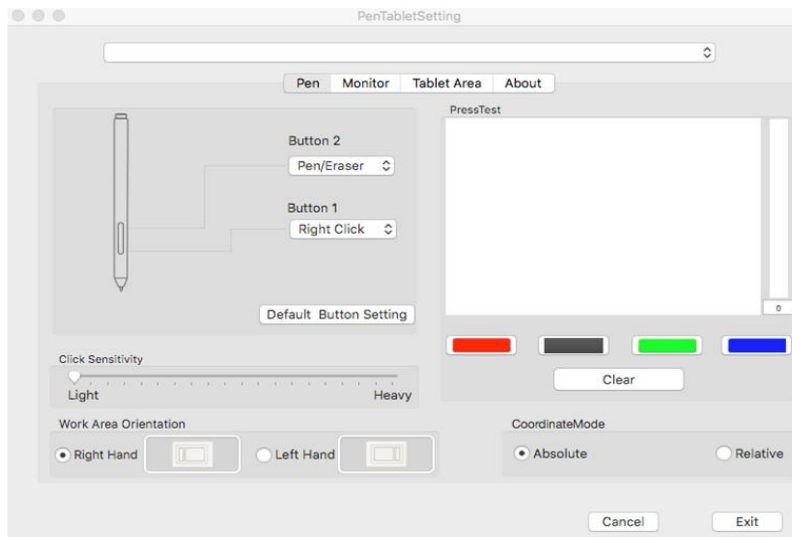 PenTabletSetting
Pen Monitor Tablet Area About
Button 2
Pen/Eraser
Button 1
Right Click
Default Button Setting
PressTest
0
Clear
Click Sensitivity
Light Heavy
Work Area Orientation
Right Hand Left Hand
CoordinateMode
Absolute Relative
Cancel Exit